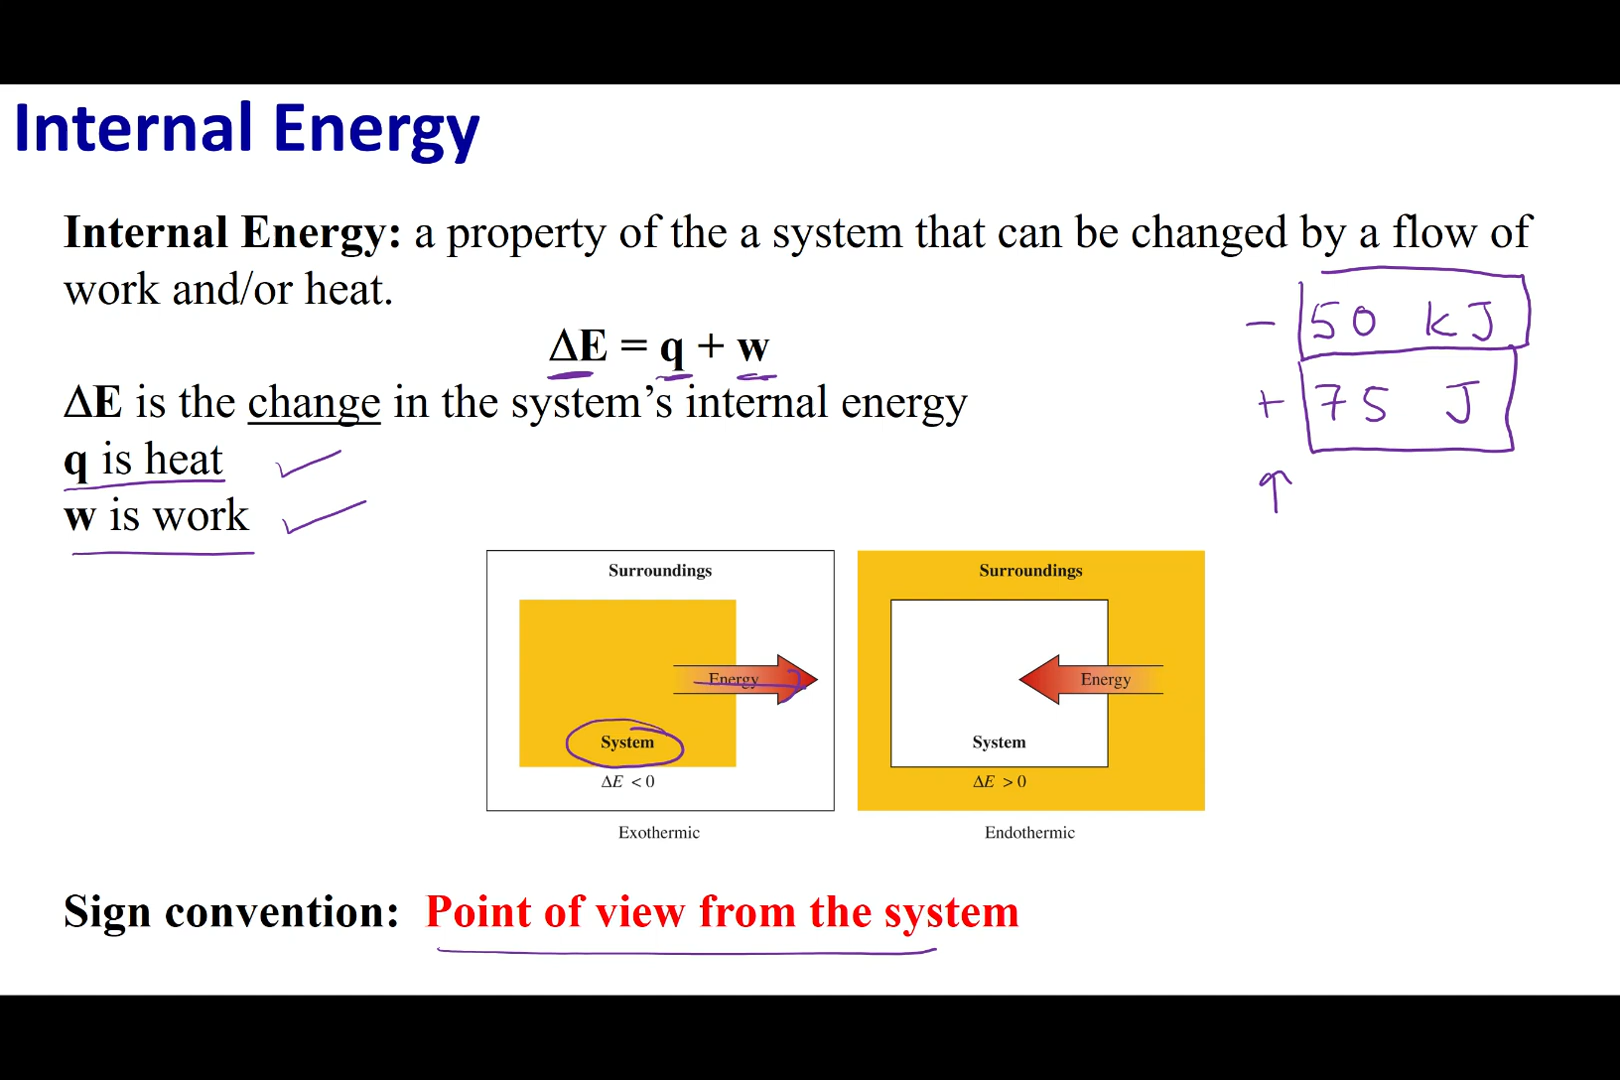 Internal Energy
Internal Energy: a property of the a system that can be changed by a flow of
work and/or heat.
- 50 kJ
ΔE = q + w
+ 75 J
ΔE is the change in the system's internal energy
q is heat
w is work
Surroundings
Energy
System
ΔE < 0
Exothermic
Surroundings
Energy
System
ΔE > 0
Endothermic
Sign convention: Point of view from the system